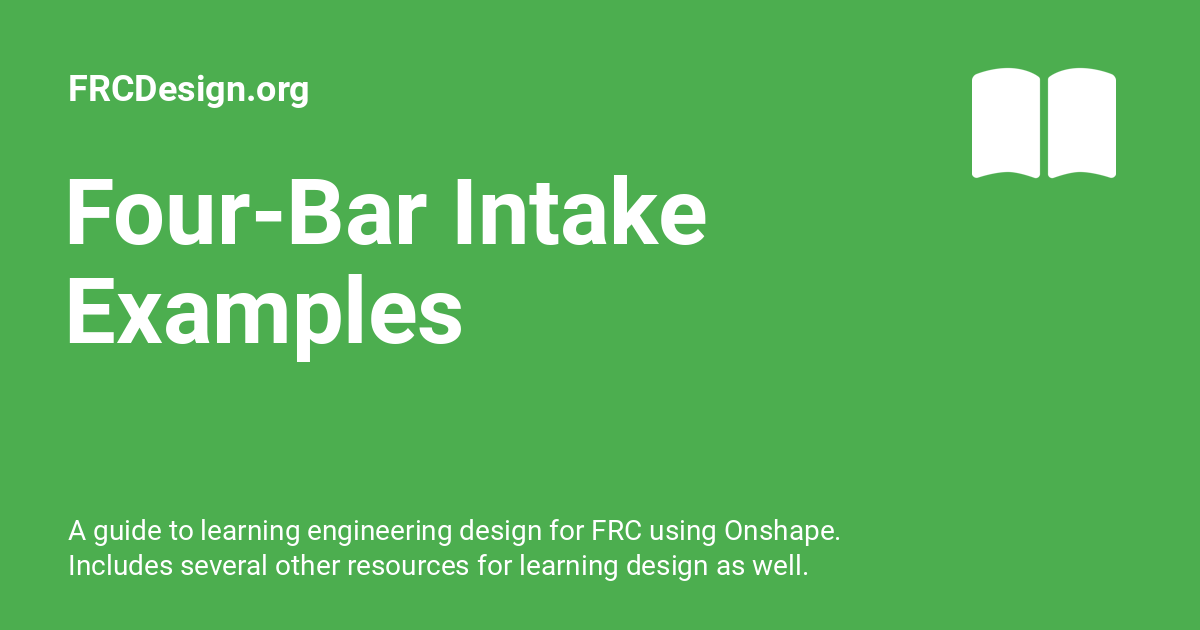 FRCDesign.org
Four-Bar Intake
Examples
A guide to learning engineering design for FRC using Onshape.
Includes several other resources for learning design as well.